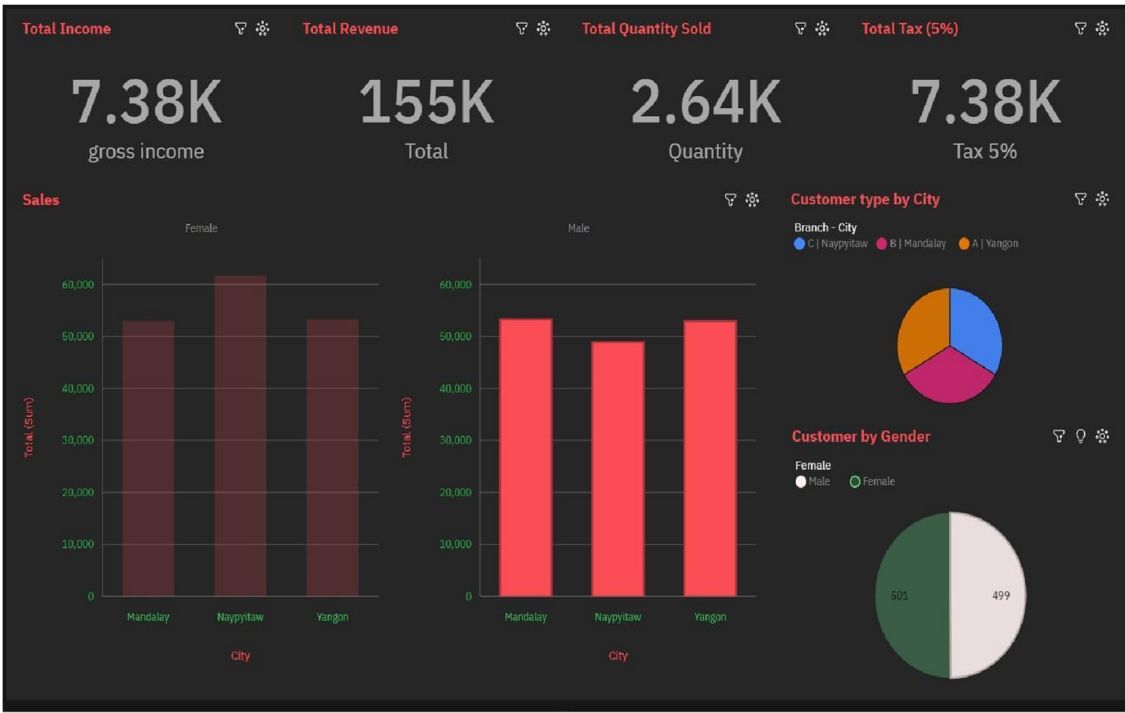 Total Income
Total Revenue
Total Quantity Sold
Total Tax (5%)
7.38K
155K
2.64K
7.38K
gross income
Total
Quantity
Tax 5%
Sales
Female
Male
Total (Sum)
60,000
50,000
40,000
30,000
20,000
10,000
0
Mandalay
Naypyitaw
Yangon
City
Total (Sum)
60,000
50,000
40,000
30,000
20,000
10,000
0
Mandalay
Naypyitaw
Yangon
City
Customer type by City
Branch - City
C | Naypyitaw
B | Mandalay
A | Yangon
Customer by Gender
Female
Male
Female
501
499